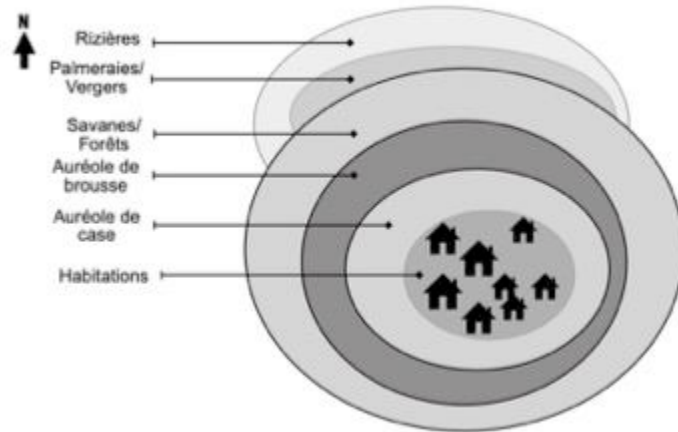 N
Rizières
Palmeraies/
Vergers
Savanes/
Forêts
Auréole de
brousse
Auréole de
case
Habitations